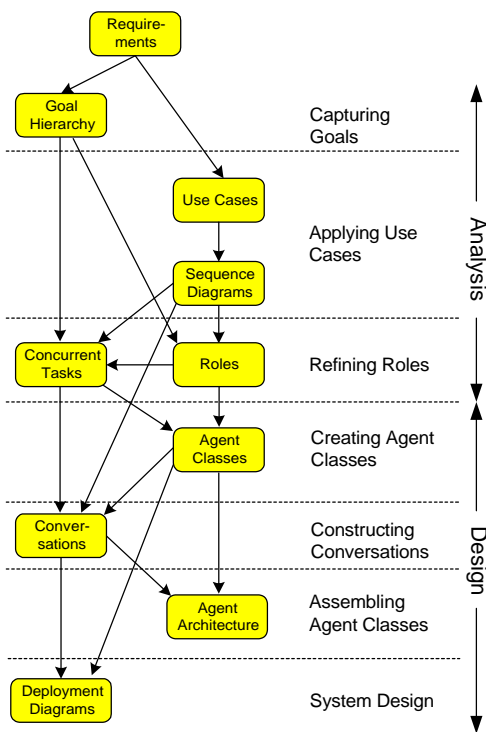 Require-
ments
Goal
Hierarchy
Capturing
Goals
Use Cases
Applying Use
Cases
Analysis
Sequence
Diagrams
Concurrent
Tasks
Roles
Refining Roles
Agent
Classes
Creating Agent
Classes
Conver-
sations
Constructing
Conversations
Design
Agent
Architecture
Assembling
Agent Classes
Deployment
Diagrams
System Design